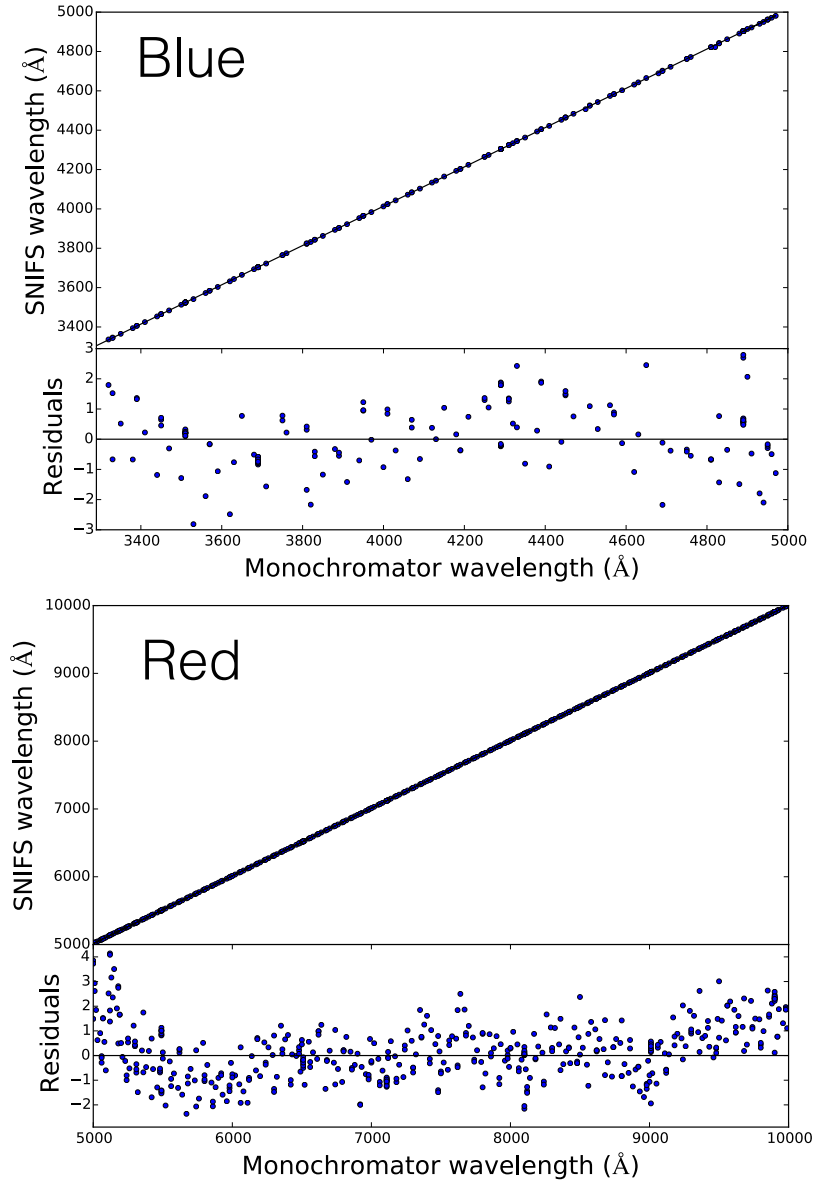 Blue
SNIFS wavelength (Å)
5000
4800
4600
4400
4200
4000
3800
3600
3400
Residuals
3
2
1
0
−1
−2
−3
3400 3600 3800 4000 4200 4400 4600 4800 5000
Monochromator wavelength (Å)
Red
SNIFS wavelength (Å)
10000
9000
8000
7000
6000
5000
Residuals
4
3
2
1
0
−1
−2
5000 6000 7000 8000 9000 10000
Monochromator wavelength (Å)